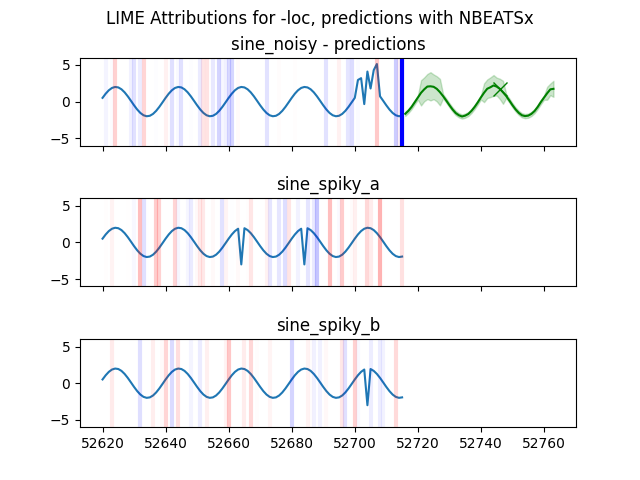 LIME Attributions for -loc, predictions with NBEATSx
sine_noisy - predictions
5
0
−5
sine_spiky_a
5
0
−5
sine_spiky_b
5
0
−5
52620 52640 52660 52680 52700 52720 52740 52760